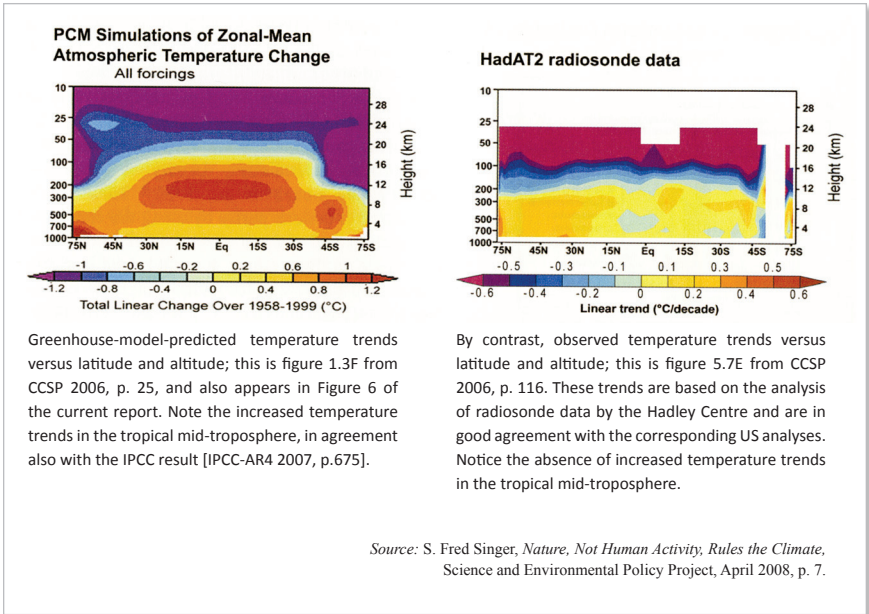 PCM Simulations of Zonal-Mean
Atmospheric Temperature Change
All forcings
10
25
50
100
200
300
500
700
1000
28
24
20
16
12
8
4
Height (km)
75N 45N 30N 15N Eq 15S 30S 45S 75S
-1 -0.6 -0.2 0.2 0.6 1
-1.2 -0.8 -0.4 0 0.4 0.8 1.2
Total Linear Change Over 1958-1999 (°C)
Greenhouse-model-predicted temperature trends
versus latitude and altitude; this is figure 1.3F from
CCSP 2006, p. 25, and also appears in Figure 6 of
the current report. Note the increased temperature
trends in the tropical mid-troposphere, in agreement
also with the IPCC result [IPCC-AR4 2007, p.675].
HadAT2 radiosonde data
10
25
50
100
200
300
500
700
1000
28
24
20
16
12
8
4
Height (km)
75N 45N 30N 15N Eq 15S 30S 45S 75S
-0.5 -0.3 -0.1 0.1 0.3 0.5
-0.6 -0.4 -0.2 0 0.2 0.4 0.6
Linear trend (°C/decade)
By contrast, observed temperature trends versus
latitude and altitude; this is figure 5.7E from CCSP
2006, p. 116. These trends are based on the analysis
of radiosonde data by the Hadley Centre and are in
good agreement with the corresponding US analyses.
Notice the absence of increased temperature trends
in the tropical mid-troposphere.
Source: S. Fred Singer, Nature, Not Human Activity, Rules the Climate,
Science and Environmental Policy Project, April 2008, p. 7.